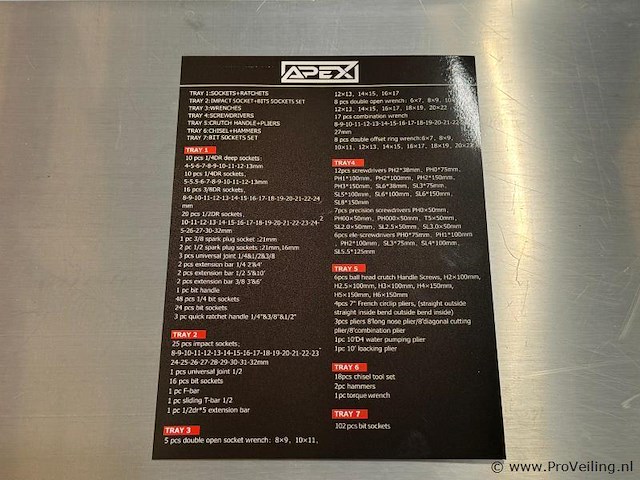 APEX
TRAY 1:SOCKETS+RATCHETS
TRAY 2:IMPACT SOCKET+BITS SOCKETS SET
TRAY 3:WRENCHES
TRAY 4:SCREWDRIVERS
TRAY 5:CRUTCH HANDLE+PLIERS
TRAY 6:CHISEL+HAMMERS
TRAY 7:BIT SOCKETS SET
TRAY 1
10 pcs 1/4DR deep sockets:
4-5-6-7-8-9-10-11-12-13mm
10 pcs 1/4DR sockets,
5-5.5-6-7-8-9-10-11-12-13mm
16 pcs 3/8DR sockets,
8-9-10-11-12-13-14-15-16-17-18-19-20-21-22-24
mm
20 pcs 1/2DR sockets,
10-11-12-13-14-15-16-17-18-19-20-21-22-23-24-2
5-26-27-30-32mm
1 pc 3/8 spark plug socket :21mm
2 pc 1/2 spark plug sockets :21mm,16mm
3 pcs universal joint 1/4&1/2&3/8
2 pcs extension bar 1/4 2'&4'
2 pcs extension bar 1/2 5'&10'
2 pcs extension bar 3/8 3'&6'
1 pc bit handle
48 pcs 1/4 bit sockets
24 pcs bit sockets
3 pc quick ratchet handle 1/4"&3/8"&1/2"
TRAY 2
25 pcs impact sockets;
8-9-10-11-12-13-14-15-16-17-18-19-20-21-22-23
24-25-26-27-28-29-30-31-32mm
1 pcs universal joint 1/2
16 pcs bit sockets
1 pc F-bar
1 pc sliding T-bar 1/2
1 pc 1/2dr*5 extension bar
TRAY 3
5 pcs double open socket wrench: 8×9, 10×11,
12×13, 14×15, 16×17
8 pcs double open wrench: 6×7, 8×9, 10
12×13, 14×15, 16×17, 18×19, 20×22
17 pcs combination wrench
8-9-10-11-12-13-14-15-16-17-18-19-20-21-22
27mm
8 pcs double offset ring wrench:6×7, 8×9,
10×11, 12×13, 14×15, 16×17, 18×19, 20×22
TRAY4
12pcs screwdrivers PH2*38mm, PH0*75mm,
PH1*100mm, PH2*100mm, PH2*150mm,
PH3*150mm, SL6*38mm, SL3*75mm,
SL5*100mm, SL6*100mm, SL6*150mm,
SL8*150mm
7pcs precision screwdrivers PH0×50mm,
PH00×50mm, PH000×50mm, T5×50mm,
SL2.0×50mm, SL2.5×50mm, SL3.0×50mm
6pcs ele-screwdrivers PH0*75mm, PH1*100mm
, PH2*100mm, SL3*75mm, SL4*100mm,
SL5.5*125mm
TRAY 5
6pcs ball head crutch Handle Screws, H2×100mm,
H2.5×100mm, H3×100mm, H4×150mm,
H5×150mm, H6×150mm
4pcs 7" French circlip pliers, (straight outside
straight inside bend outside bend inside)
3pcs pliers 8'long nose plier/8'diagonal cutting
plier/8'combination plier
1pc 10'D4 water pumping plier
1pc 10' loacking plier
TRAY 6
18pcs chisel tool set
2pc hammers
1pc torque wrench
TRAY 7
102 pcs bit sockets
© www.ProVeiling.nl